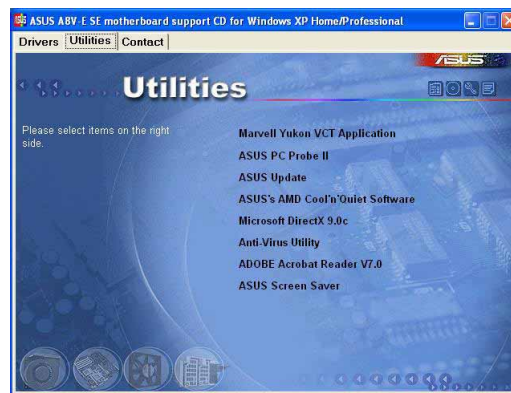 ASUS A8V-E SE motherboard support CD for Windows XP Home/Professional
Drivers Utilities Contact
ASUS
Utilities
Please select items on the right
side.
Marvell Yukon VCT Application
ASUS PC Probe II
ASUS Update
ASUS's AMD Cool'n'Quiet Software
Microsoft DirectX 9.0c
Anti-Virus Utility
ADOBE Acrobat Reader V7.0
ASUS Screen Saver